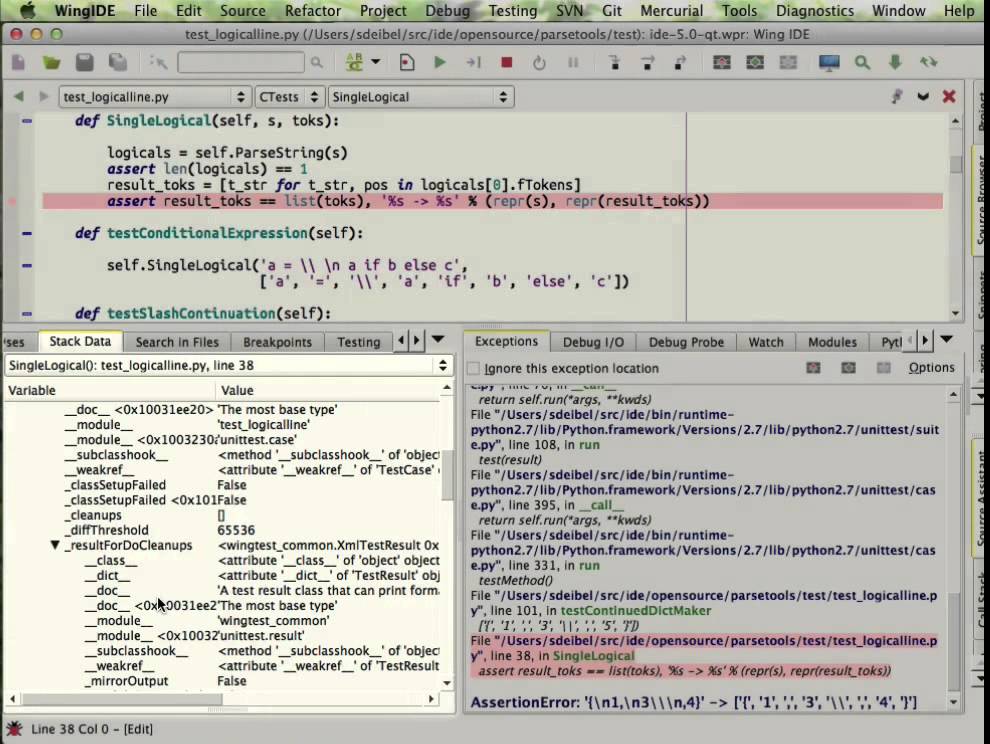 WingIDE File Edit Source Refactor Project Debug Testing SVN Git Mercurial Tools Diagnostics Window Help
test_logicalline.py (/Users/sdeibel/src/ide/opensource/parsetools/test): ide-5.0-qt.wpr: Wing IDE
test_logicalline.py CTests SingleLogical
def SingleLogical(self, s, toks):
logicals = self.ParseString(s)
assert len(logicals) == 1
result_toks = [t_str for t_str, pos in logicals[0].fTokens]
assert result_toks == list(toks), '%s -> %s' % (repr(s), repr(result_toks))
def testConditionalExpression(self):
self.SingleLogical('a = \\ \n a if b else c',
['a', '=', '\\', 'a', 'if', 'b', 'else', 'c'])
def testSlashContinuation(self):
Project
Source Browser
Snippets
Source Assistant
Call Stack
ses Stack Data Search in Files Breakpoints Testing
SingleLogical(): test_logicalline.py, line 38
Variable Value
__doc__ <0x10031ee20> 'The most base type'
__module__ 'test_logicalline'
__module__ <0x1003230 'unittest.case'
__subclasshook__ <method '__subclasshook__' of 'object
__weakref__ <attribute '__weakref__' of 'TestCase'
_classSetupFailed False
_classSetupFailed <0x101 False
_cleanups []
_diffThreshold 65536
_resultForDoCleanups <wingtest_common.XmlTestResult 0x
__class__ <attribute '__class__' of 'object' object
__dict__ <attribute '__dict__' of 'TestResult' obj
__doc__ 'A test result class that can print form
__doc__ <0x10031ee2 'The most base type'
__module__ 'wingtest_common'
__module__ <0x10032 'unittest.result'
__subclasshook__ <method '__subclasshook__' of 'object
__weakref__ <attribute '__weakref__' of 'TestResult
_mirrorOutput False
Exceptions Debug I/O Debug Probe Watch Modules Pyt
Ignore this exception location Options
e.py", line 70, in __call__
return self.run(*args, **kwds)
File "/Users/sdeibel/src/ide/bin/runtime-
python2.7/lib/Python.framework/Versions/2.7/lib/python2.7/unittest/suit
e.py", line 108, in run
test(result)
File "/Users/sdeibel/src/ide/bin/runtime-
python2.7/lib/Python.framework/Versions/2.7/lib/python2.7/unittest/cas
e.py", line 395, in __call__
return self.run(*args, **kwds)
File "/Users/sdeibel/src/ide/bin/runtime-
python2.7/lib/Python.framework/Versions/2.7/lib/python2.7/unittest/cas
e.py", line 331, in run
testMethod()
File "/Users/sdeibel/src/ide/opensource/parsetools/test/test_logicalline.p
y", line 101, in testContinuedDictMaker
['{', '1', ',', '3', '\\', ',', '5', '}'])
File "/Users/sdeibel/src/ide/opensource/parsetools/test/test_logicalline.p
y", line 38, in SingleLogical
assert result_toks == list(toks), '%s -> %s' % (repr(s), repr(result_toks))
AssertionError: '{\n1,\n3\\\n,4}' -> ['{', '1', ',', '3', '\\', ',', '4', '}']
Line 38 Col 0 - [Edit]